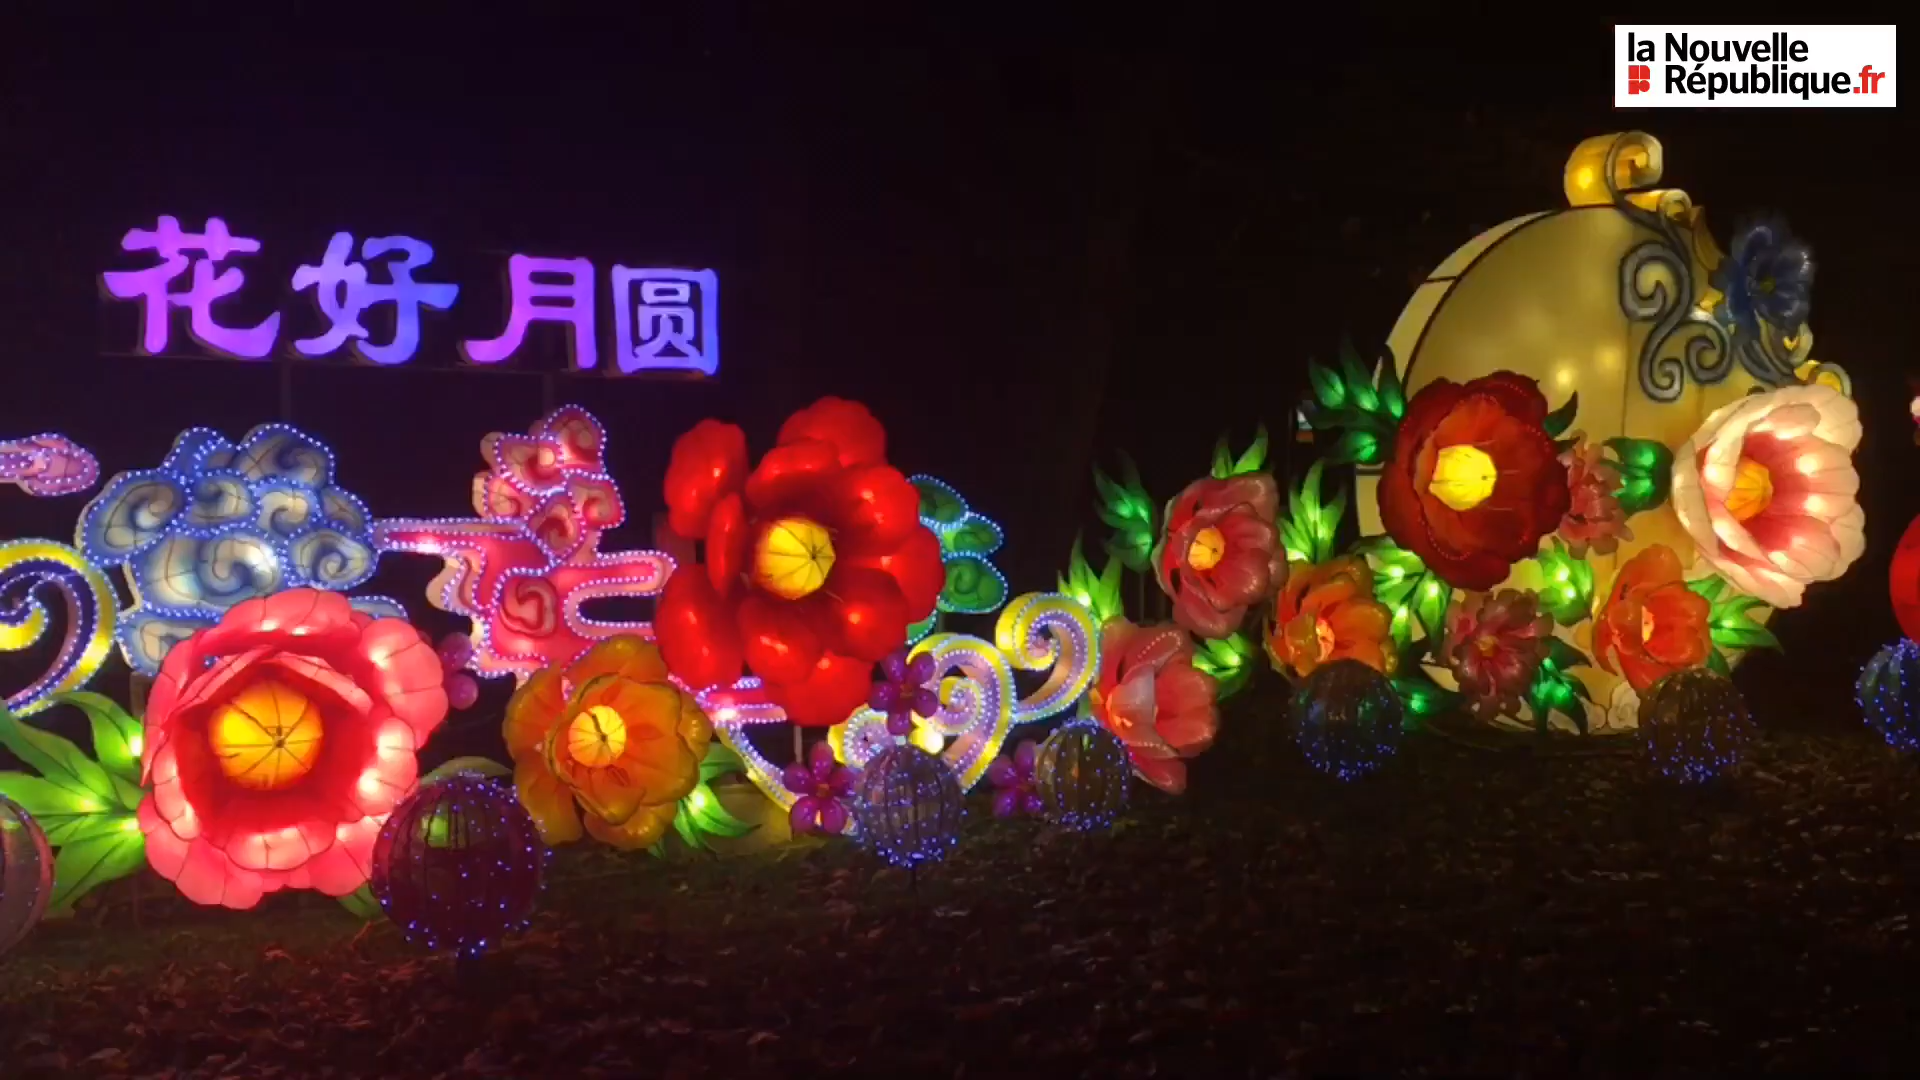 花好月圆
la Nouvelle
République.fr